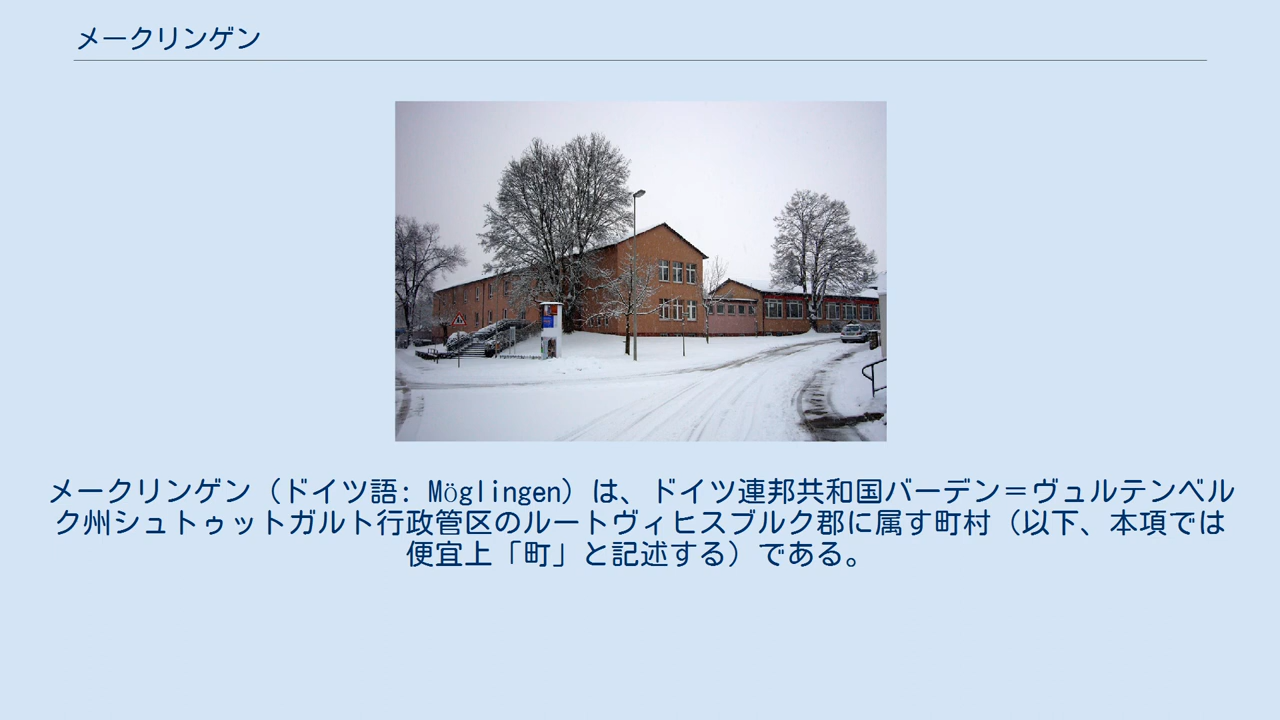 メークリンゲン
メークリンゲン（ドイツ語: Möglingen）は、ドイツ連邦共和国バーデン＝ヴュルテンベル
ク州シュトゥットガルト行政管区のルートヴィヒスブルク郡に属す町村（以下、本項では
便宜上「町」と記述する）である。